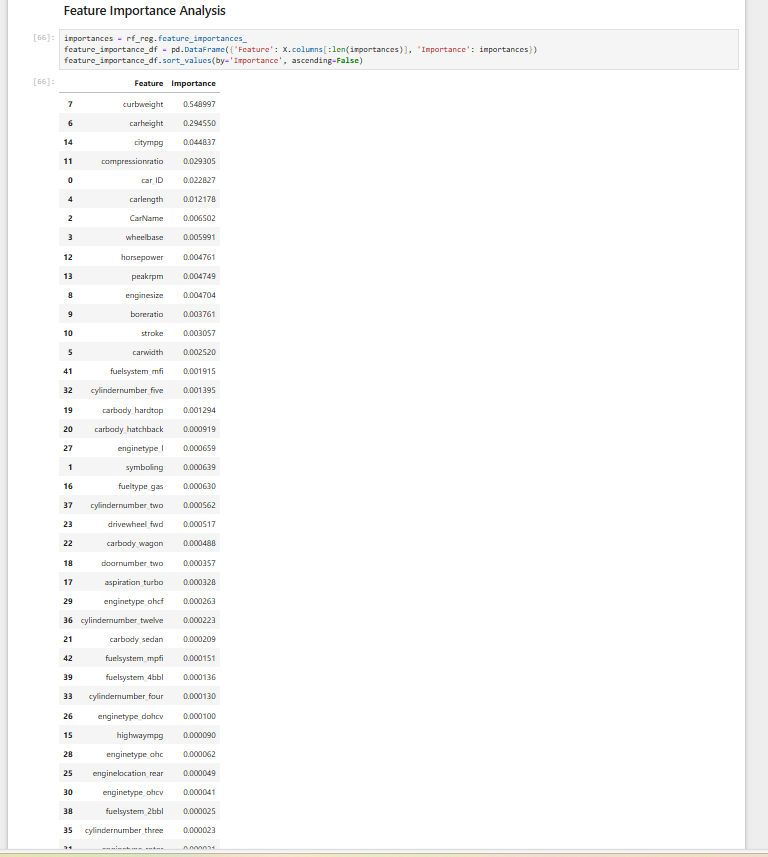 Feature Importance Analysis
[66]: importances = rf_reg.feature_importances_
feature_importance_df = pd.DataFrame({'Feature': X.columns[:len(importances)], 'Importance': importances})
feature_importance_df.sort_values(by='Importance', ascending=False)
[66]: Feature Importance
7 curbweight 0.548997
6 carheight 0.294550
14 citympg 0.044837
11 compressionratio 0.029305
0 car_ID 0.022827
4 carlength 0.012178
2 CarName 0.006502
3 wheelbase 0.005991
12 horsepower 0.004761
13 peakrpm 0.004749
8 enginesize 0.004704
9 boreratio 0.003761
10 stroke 0.003057
5 carwidth 0.002520
41 fuelsystem_mfi 0.001915
32 cylindernumber_five 0.001395
19 carbody_hardtop 0.001294
20 carbody_hatchback 0.000919
27 enginetype_l 0.000659
1 symboling 0.000639
16 fueltype_gas 0.000630
37 cylindernumber_two 0.000562
23 drivewheel_fwd 0.000517
22 carbody_wagon 0.000488
18 doornumber_two 0.000357
17 aspiration_turbo 0.000328
29 enginetype_ohcf 0.000263
36 cylindernumber_twelve 0.000223
21 carbody_sedan 0.000209
42 fuelsystem_mpfi 0.000151
39 fuelsystem_4bbl 0.000136
33 cylindernumber_four 0.000130
26 enginetype_dohcv 0.000100
15 highwaympg 0.000090
28 enginetype_ohc 0.000062
25 enginelocation_rear 0.000049
30 enginetype_ohcv 0.000041
38 fuelsystem_2bbl 0.000025
35 cylindernumber_three 0.000023